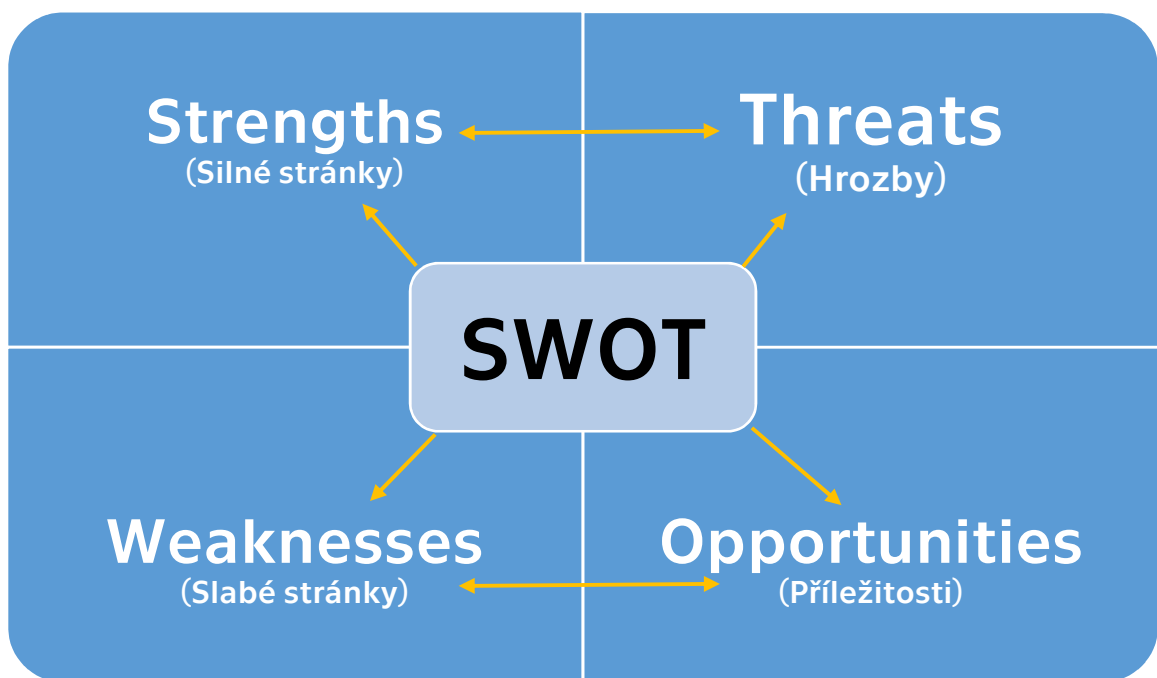 Strengths
(Silné stránky)
Threats
(Hrozby)
SWOT
Weaknesses
(Slabé stránky)
Opportunities
(Příležitosti)